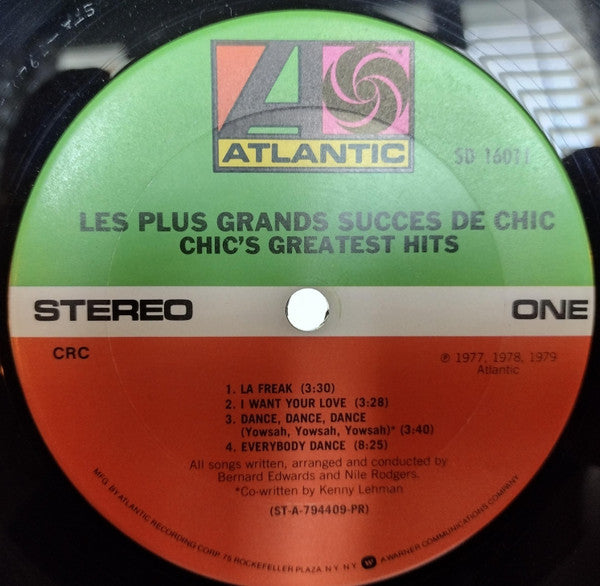 ATLANTIC
SD 16011
LES PLUS GRANDS SUCCES DE CHIC
CHIC'S GREATEST HITS
STEREO
ONE
CRC
℗ 1977, 1978, 1979
Atlantic
1. LA FREAK (3:30)
2. I WANT YOUR LOVE (3:28)
3. DANCE, DANCE, DANCE
(Yowsah, Yowsah, Yowsah)* (3:40)
4. EVERYBODY DANCE (8:25)
All songs written, arranged and conducted by
Bernard Edwards and Nile Rodgers.
*Co-written by Kenny Lehman
(ST-A-794409-PR)
MFG. BY ATLANTIC RECORDING CORP. 75 ROCKEFELLER PLAZA, N.Y. N.Y. W A WARNER COMMUNICATIONS COMPANY